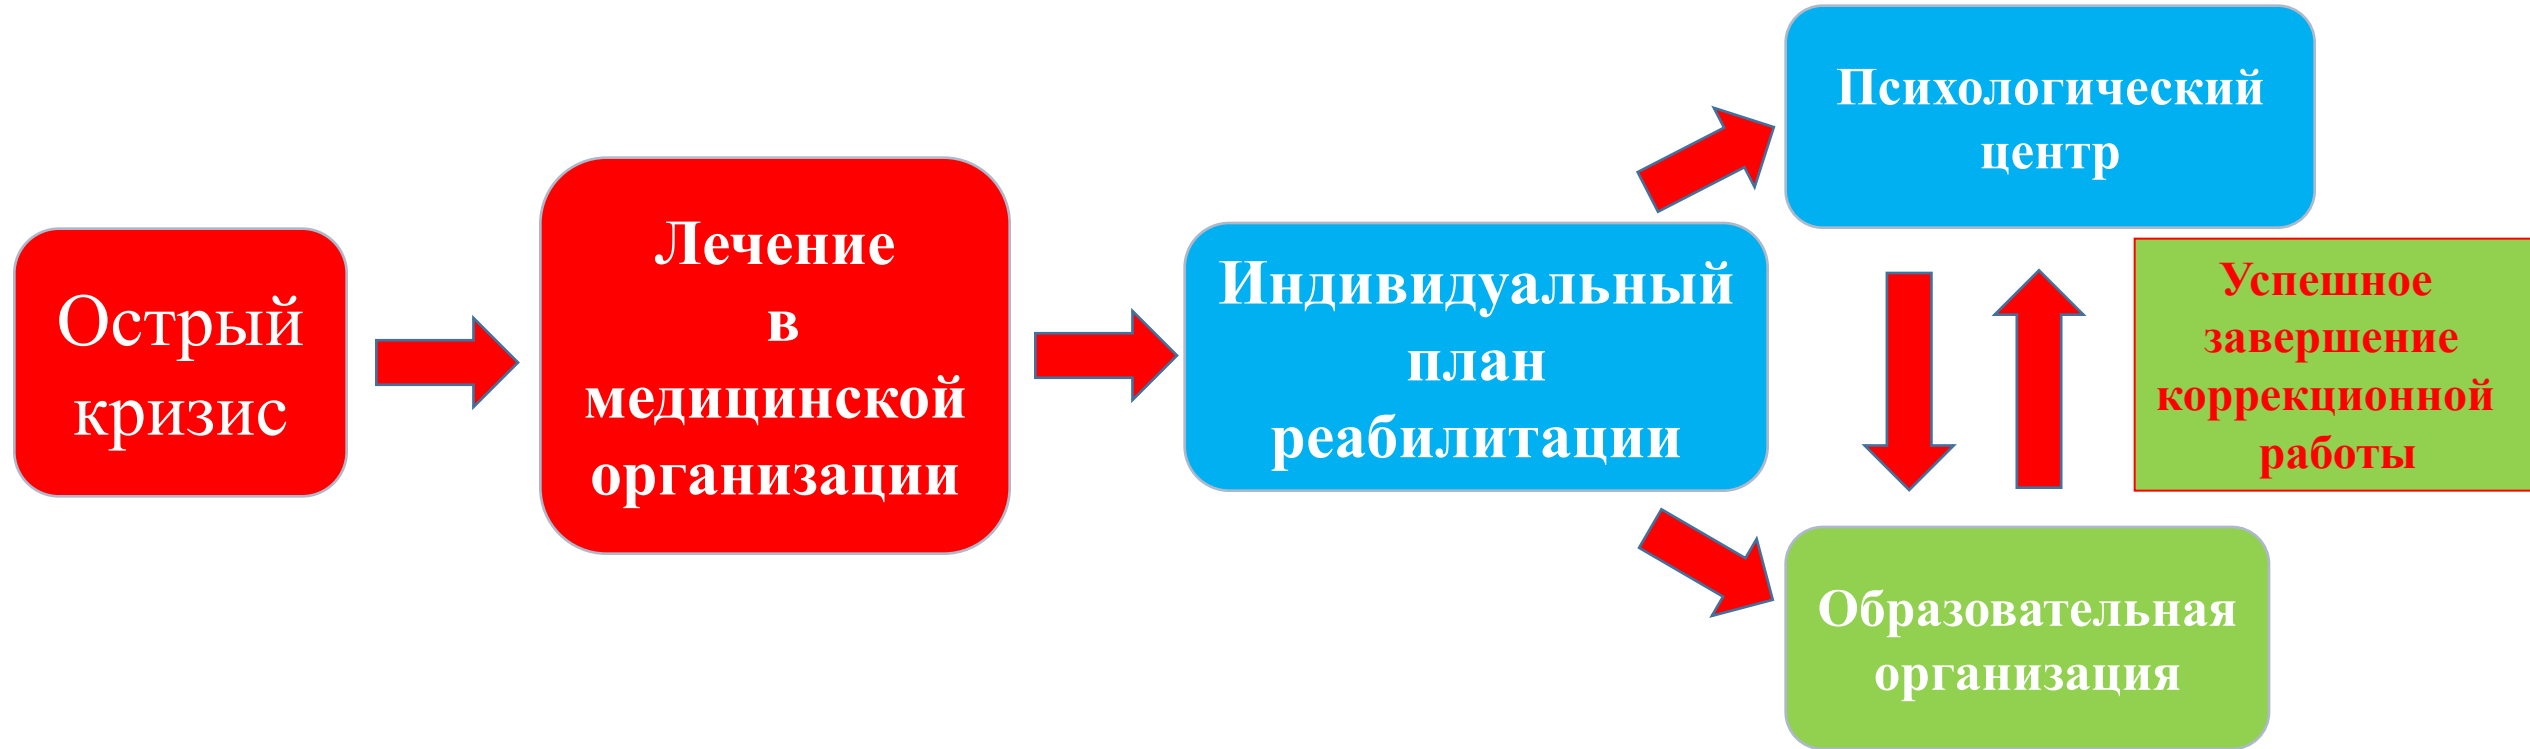 Острый
кризис
Лечение
в
медицинской
организации
Индивидуальный
план
реабилитации
Психологический
центр
Успешное
завершение
коррекционной
работы
Образовательная
организация